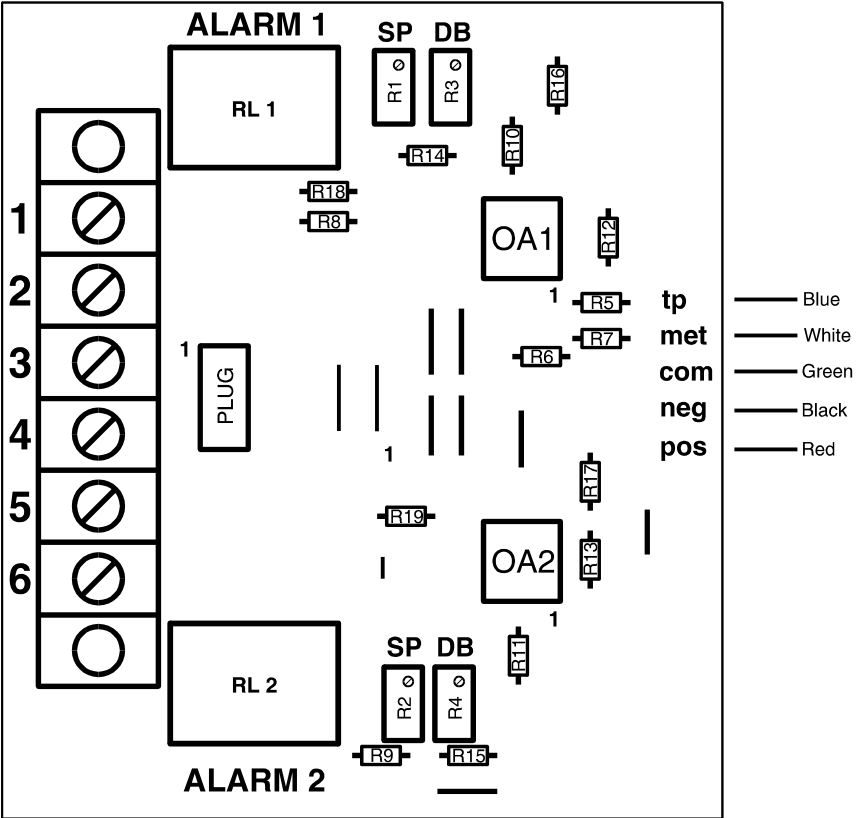 ALARM 1
SP DB
RL 1
R1
R3
R16
R10
R14
R18
R8
1
OA1
R12
2
1
R5
tp
Blue
R7
met
White
3
1
R6
com
Green
PLUG
neg
Black
4
1
pos
Red
R17
5
R19
OA2
R13
6
1
SP DB
R11
RL 2
R2
R4
R9
R15
ALARM 2